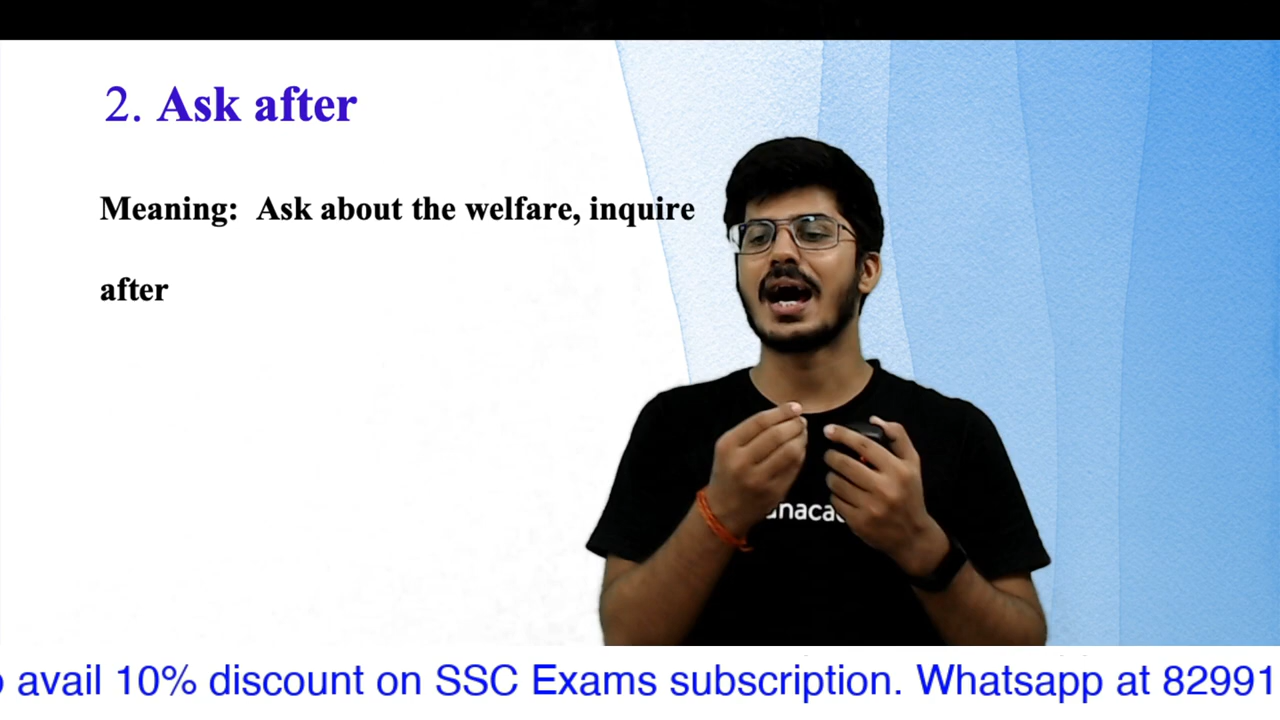 2. Ask after
Meaning: Ask about the welfare, inquire
after
avail 10% discount on SSC Exams subscription. Whatsapp at 82991